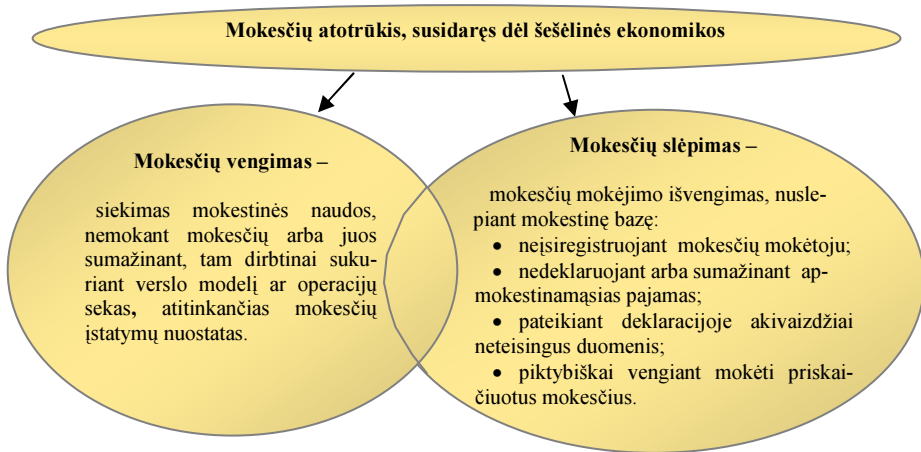 Mokesčių atotrūkis, susidaręs dėl šešėlinės ekonomikos
Mokesčių vengimas –
siekimas mokestinės naudos,
nemokant mokesčių arba juos
sumažinant, tam dirbtinai suku-
riant verslo modelį ar operacijų
sekas, atitinkančias mokesčių
įstatymų nuostatas.
Mokesčių slėpimas –
mokesčių mokėjimo išvengimas, nusle-
piant mokestinę bazę:
• neįsiregistruojant mokesčių mokėtoju;
• nedeklaruojant arba sumažinant ap-
mokestinamąsias pajamas;
• pateikiant deklaracijoje akivaizdžiai
neteisingus duomenis;
• piktybiškai vengiant mokėti priskai-
čiuotus mokesčius.